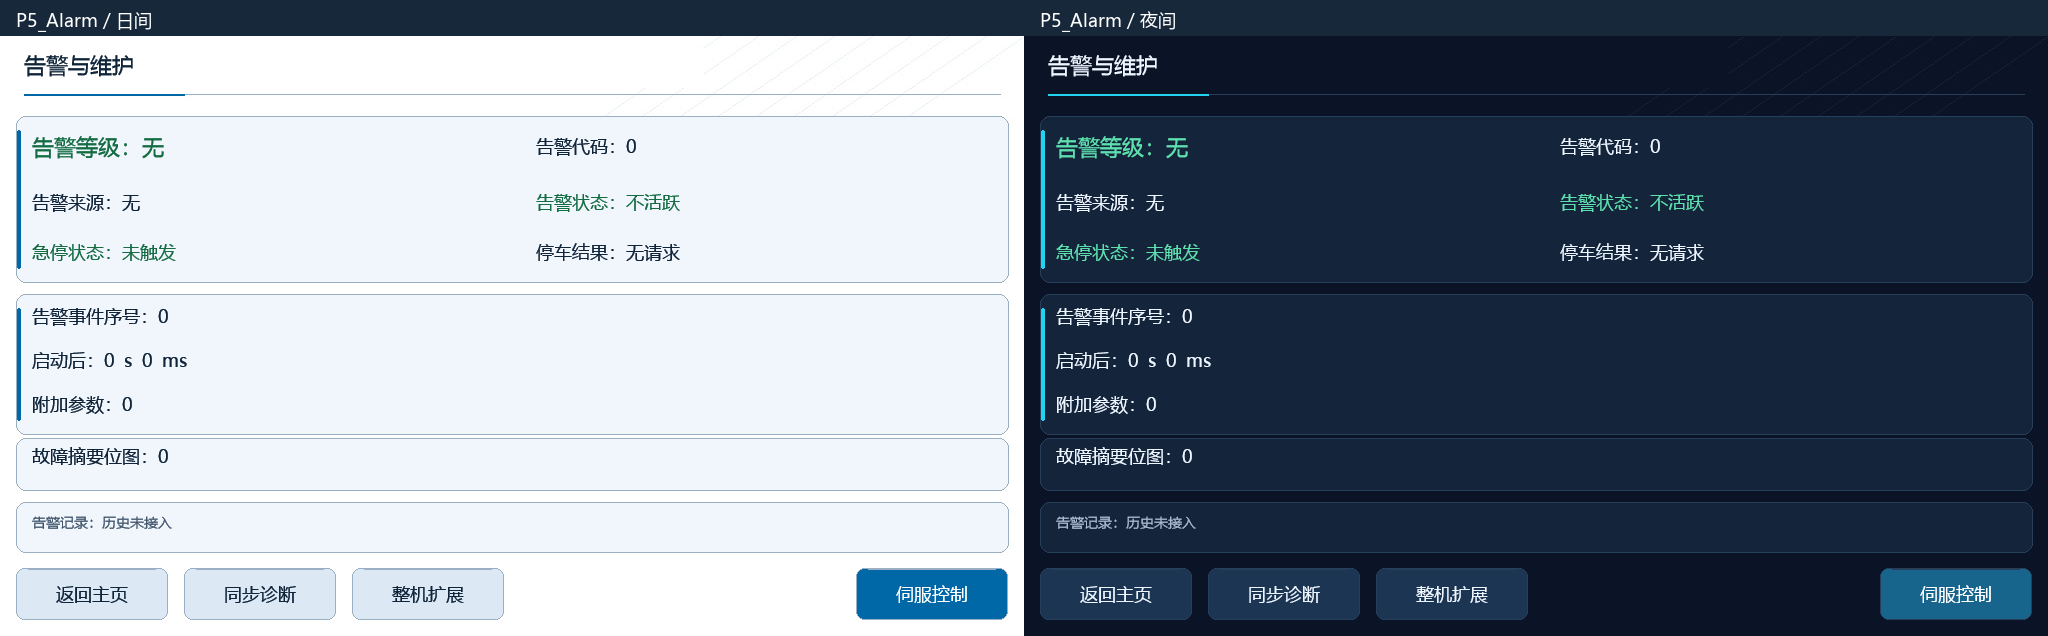 P5_Alarm / 日间
告警与维护
告警等级：无
告警代码：0
告警来源：无
告警状态：不活跃
急停状态：未触发
停车结果：无请求
告警事件序号：0
启动后：0 s 0 ms
附加参数：0
故障摘要位图：0
告警记录：历史未接入
返回主页
同步诊断
整机扩展
伺服控制
P5_Alarm / 夜间
告警与维护
告警等级：无
告警代码：0
告警来源：无
告警状态：不活跃
急停状态：未触发
停车结果：无请求
告警事件序号：0
启动后：0 s 0 ms
附加参数：0
故障摘要位图：0
告警记录：历史未接入
返回主页
同步诊断
整机扩展
伺服控制